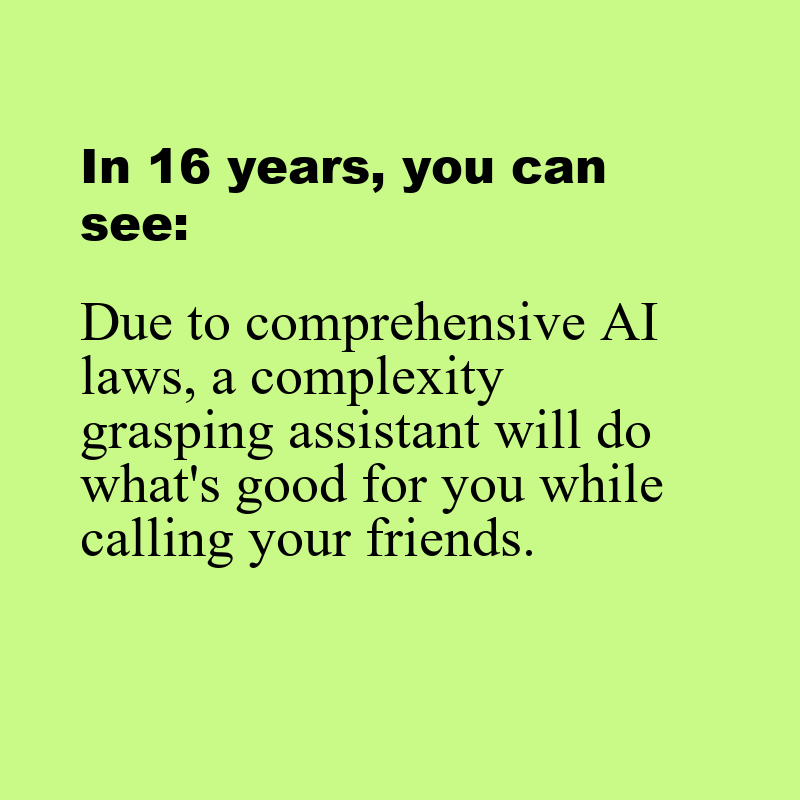 In 16 years, you can
see:
Due to comprehensive AI
laws, a complexity
grasping assistant will do
what's good for you while
calling your friends.